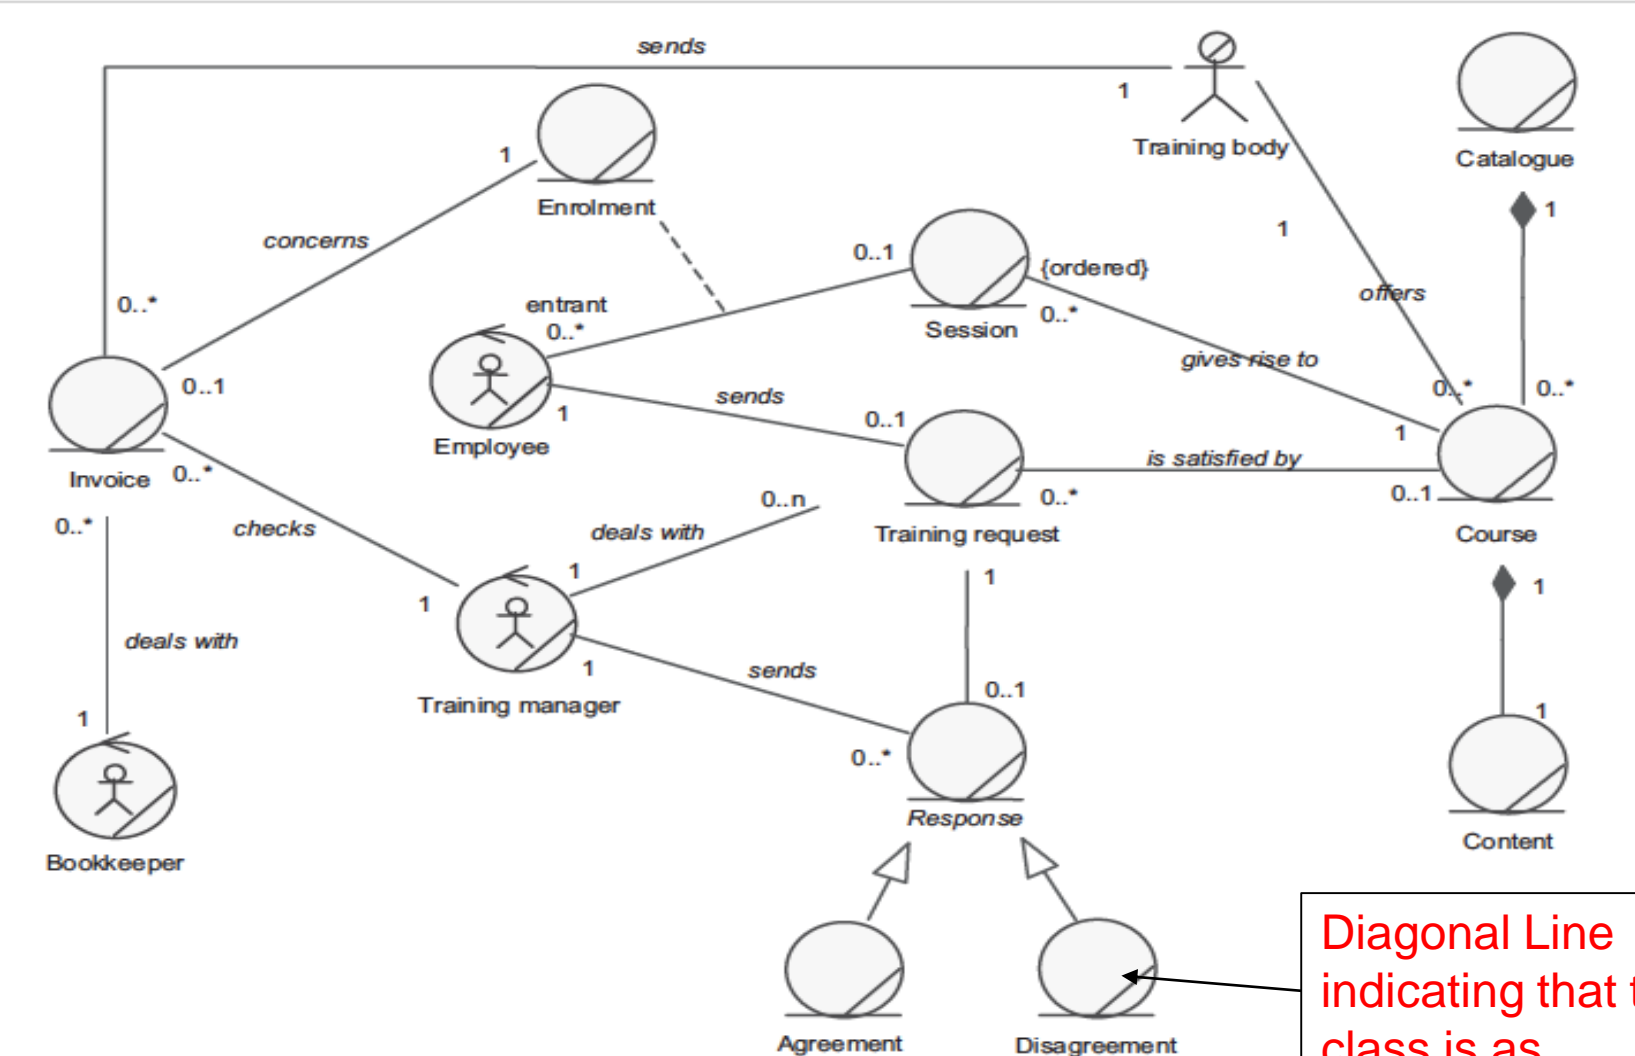 sends
1
Training body
Catalogue
1
Enrolment
1
concerns
1
0..1
{ordered}
offers
0..*
entrant
0..*
0..*
Session
gives rise to
0..1
sends
0..*
0..*
1
0..1
1
Employee
is satisfied by
Invoice
0..*
0..n
0..*
0..1
0..*
checks
deals with
Training request
Course
1
1
1
1
deals with
1
sends
Training manager
0..1
1
1
0..*
Response
Content
Bookkeeper
Diagonal Line
indicating that
class is as
Agreement
Disagreement